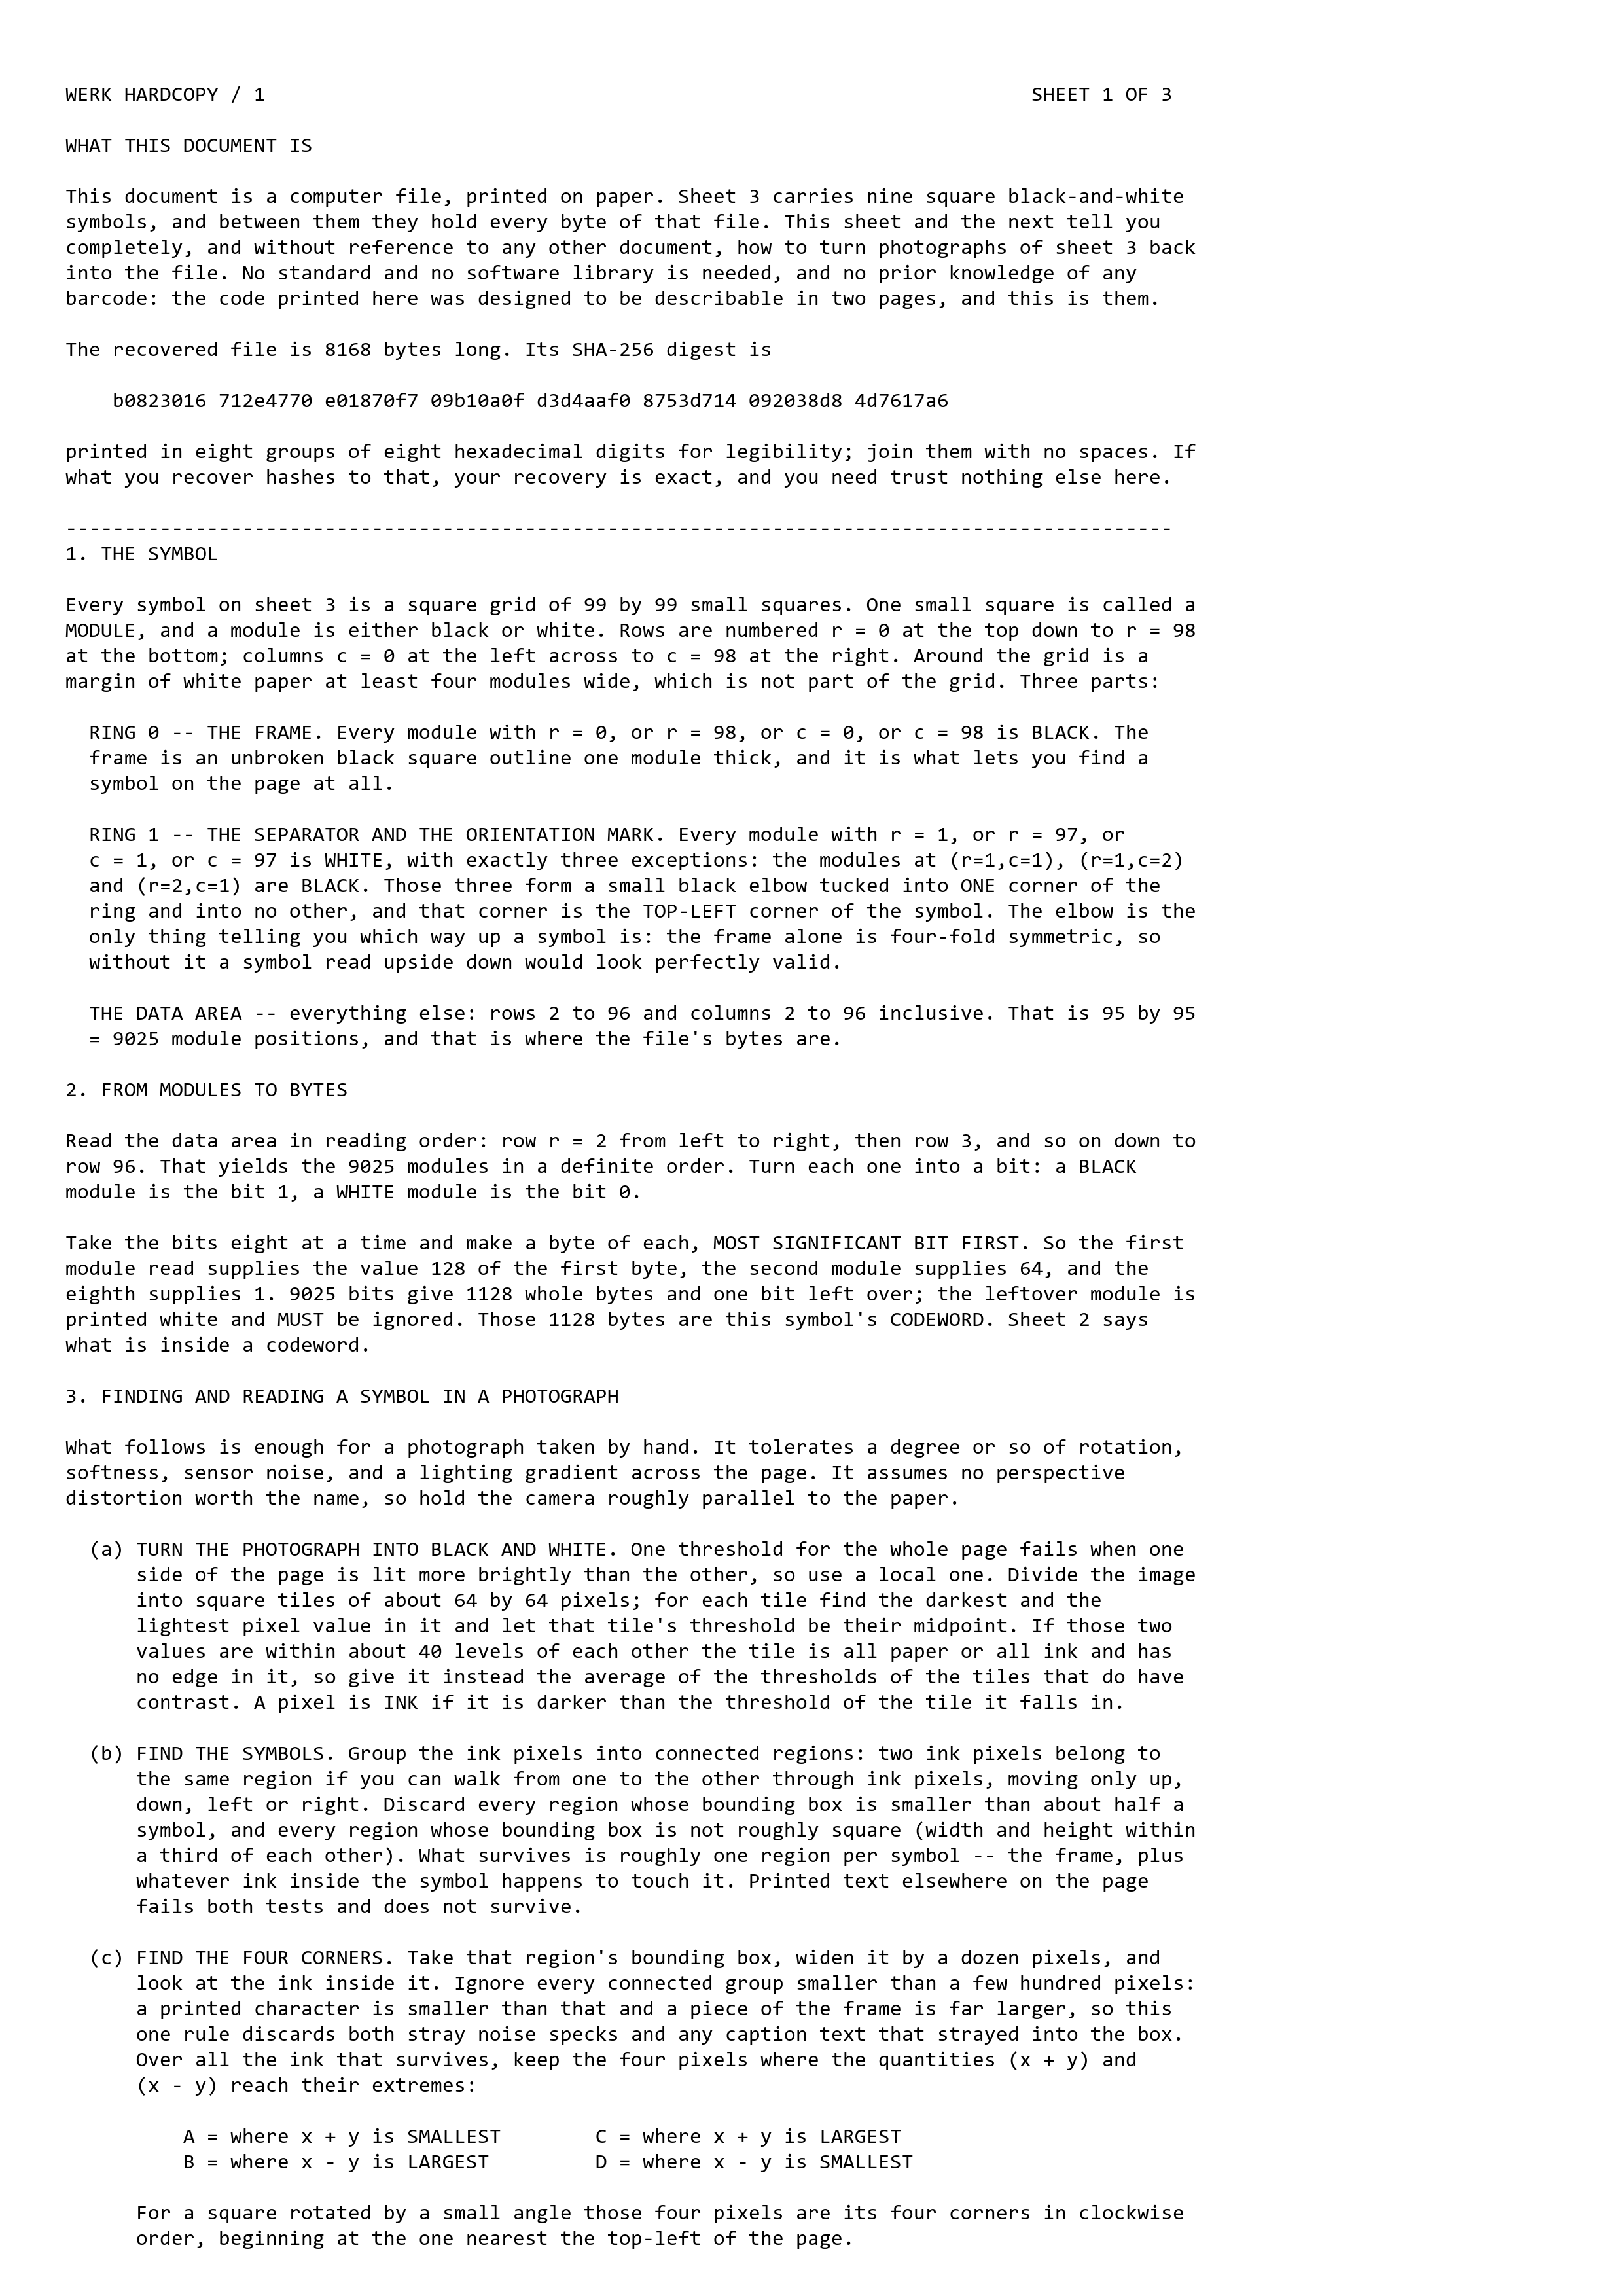 WERK HARDCOPY / 1 SHEET 1 OF 3
WHAT THIS DOCUMENT IS
This document is a computer file, printed on paper. Sheet 3 carries nine square black-and-white
symbols, and between them they hold every byte of that file. This sheet and the next tell you
completely, and without reference to any other document, how to turn photographs of sheet 3 back
into the file. No standard and no software library is needed, and no prior knowledge of any
barcode: the code printed here was designed to be describable in two pages, and this is them.
The recovered file is 8168 bytes long. Its SHA-256 digest is
b0823016 712e4770 e01870f7 09b10a0f d3d4aaf0 8753d714 092038d8 4d7617a6
printed in eight groups of eight hexadecimal digits for legibility; join them with no spaces. If
what you recover hashes to that, your recovery is exact, and you need trust nothing else here.
----------------------------------------------------------------------------------------------
1. THE SYMBOL
Every symbol on sheet 3 is a square grid of 99 by 99 small squares. One small square is called a
MODULE, and a module is either black or white. Rows are numbered r = 0 at the top down to r = 98
at the bottom; columns c = 0 at the left across to c = 98 at the right. Around the grid is a
margin of white paper at least four modules wide, which is not part of the grid. Three parts:
RING 0 -- THE FRAME. Every module with r = 0, or r = 98, or c = 0, or c = 98 is BLACK. The
frame is an unbroken black square outline one module thick, and it is what lets you find a
symbol on the page at all.
RING 1 -- THE SEPARATOR AND THE ORIENTATION MARK. Every module with r = 1, or r = 97, or
c = 1, or c = 97 is WHITE, with exactly three exceptions: the modules at (r=1,c=1), (r=1,c=2)
and (r=2,c=1) are BLACK. Those three form a small black elbow tucked into ONE corner of the
ring and into no other, and that corner is the TOP-LEFT corner of the symbol. The elbow is the
only thing telling you which way up a symbol is: the frame alone is four-fold symmetric, so
without it a symbol read upside down would look perfectly valid.
THE DATA AREA -- everything else: rows 2 to 96 and columns 2 to 96 inclusive. That is 95 by 95
= 9025 module positions, and that is where the file's bytes are.
2. FROM MODULES TO BYTES
Read the data area in reading order: row r = 2 from left to right, then row 3, and so on down to
row 96. That yields the 9025 modules in a definite order. Turn each one into a bit: a BLACK
module is the bit 1, a WHITE module is the bit 0.
Take the bits eight at a time and make a byte of each, MOST SIGNIFICANT BIT FIRST. So the first
module read supplies the value 128 of the first byte, the second module supplies 64, and the
eighth supplies 1. 9025 bits give 1128 whole bytes and one bit left over; the leftover module is
printed white and MUST be ignored. Those 1128 bytes are this symbol's CODEWORD. Sheet 2 says
what is inside a codeword.
3. FINDING AND READING A SYMBOL IN A PHOTOGRAPH
What follows is enough for a photograph taken by hand. It tolerates a degree or so of rotation,
softness, sensor noise, and a lighting gradient across the page. It assumes no perspective
distortion worth the name, so hold the camera roughly parallel to the paper.
(a) TURN THE PHOTOGRAPH INTO BLACK AND WHITE. One threshold for the whole page fails when one
side of the page is lit more brightly than the other, so use a local one. Divide the image
into square tiles of about 64 by 64 pixels; for each tile find the darkest and the
lightest pixel value in it and let that tile's threshold be their midpoint. If those two
values are within about 40 levels of each other the tile is all paper or all ink and has
no edge in it, so give it instead the average of the thresholds of the tiles that do have
contrast. A pixel is INK if it is darker than the threshold of the tile it falls in.
(b) FIND THE SYMBOLS. Group the ink pixels into connected regions: two ink pixels belong to
the same region if you can walk from one to the other through ink pixels, moving only up,
down, left or right. Discard every region whose bounding box is smaller than about half a
symbol, and every region whose bounding box is not roughly square (width and height within
a third of each other). What survives is roughly one region per symbol -- the frame, plus
whatever ink inside the symbol happens to touch it. Printed text elsewhere on the page
fails both tests and does not survive.
(c) FIND THE FOUR CORNERS. Take that region's bounding box, widen it by a dozen pixels, and
look at the ink inside it. Ignore every connected group smaller than a few hundred pixels:
a printed character is smaller than that and a piece of the frame is far larger, so this
one rule discards both stray noise specks and any caption text that strayed into the box.
Over all the ink that survives, keep the four pixels where the quantities (x + y) and
(x - y) reach their extremes:
A = where x + y is SMALLEST C = where x + y is LARGEST
B = where x - y is LARGEST D = where x - y is SMALLEST
For a square rotated by a small angle those four pixels are its four corners in clockwise
order, beginning at the one nearest the top-left of the page.